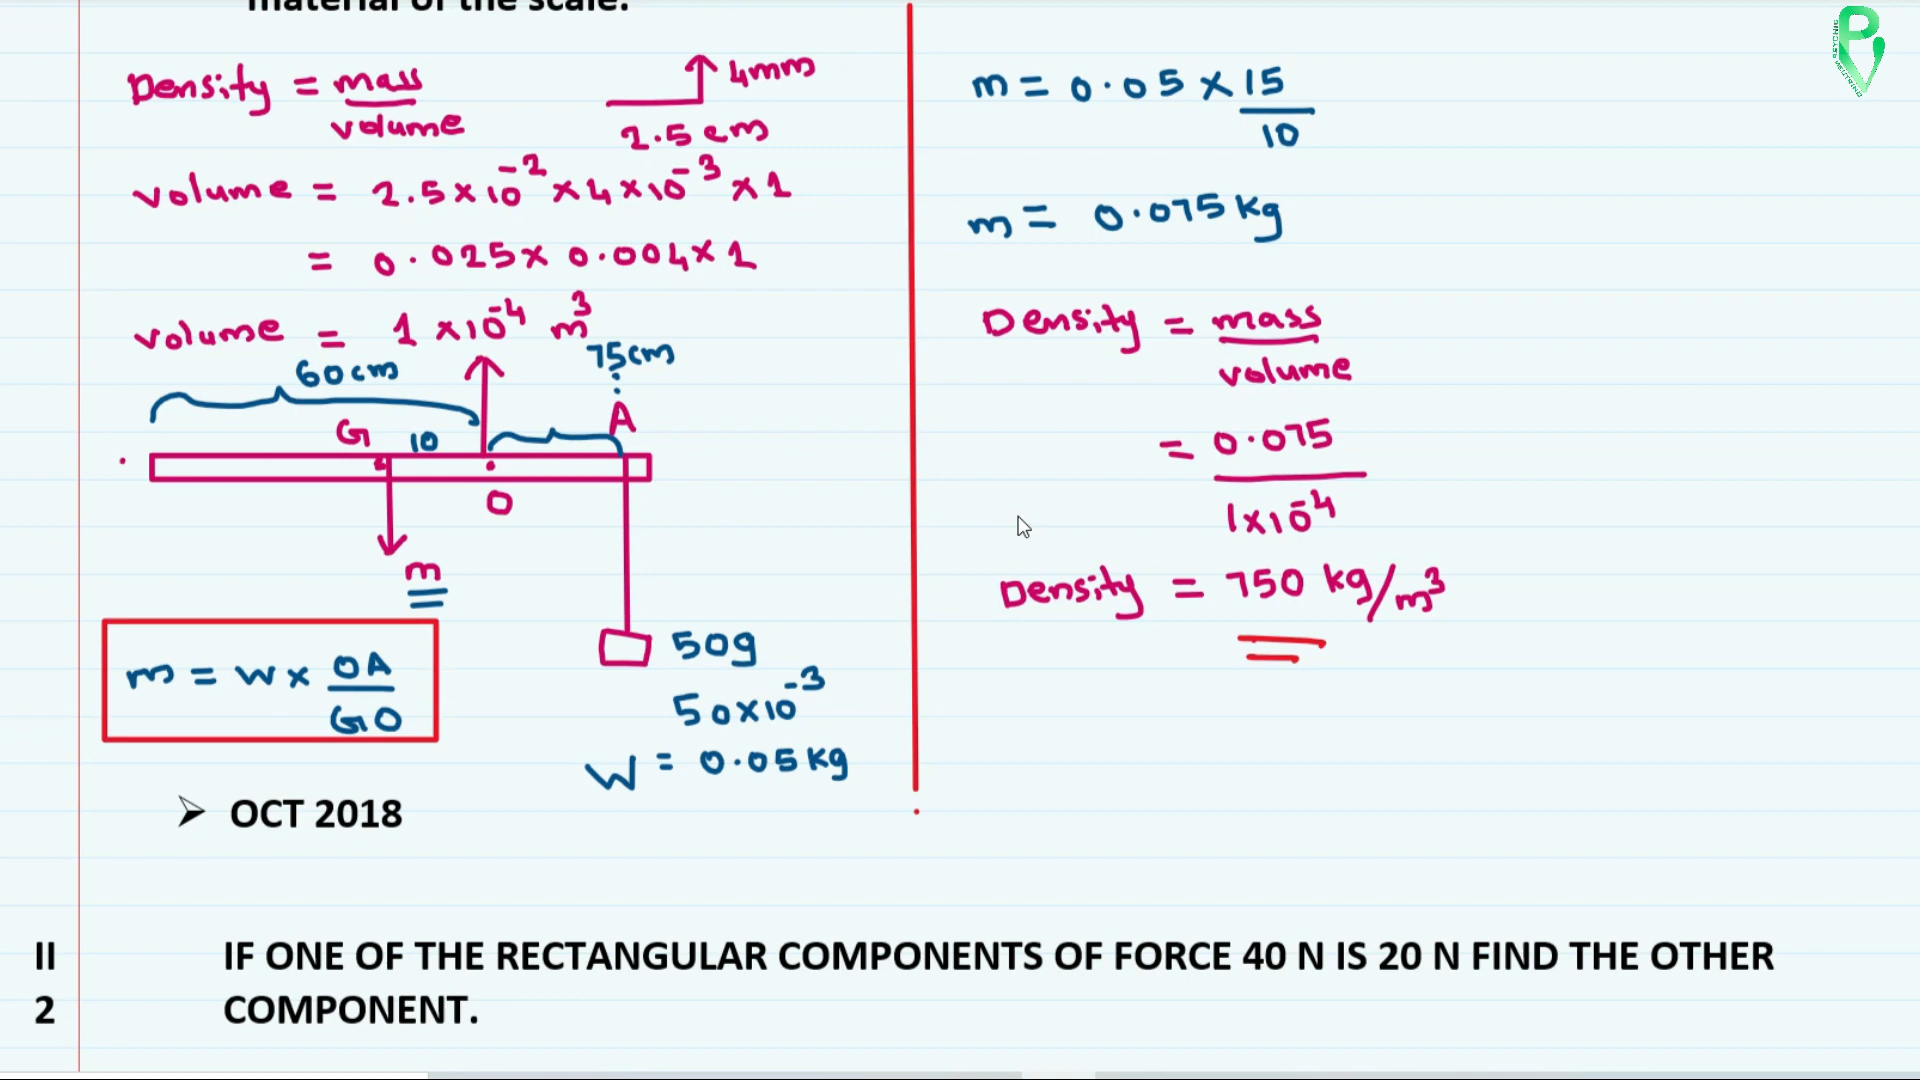 material of the scale.
Density = mass / volume
4mm
2.5 cm
volume = 2.5 × 10⁻² × 4 × 10⁻³ × 1
= 0.025 × 0.004 × 1
volume = 1 × 10⁻⁴ m³
60cm
75cm
G 10 A
O
m
50g
50×10⁻³
W = 0.05 kg
m = W × OA / GO
➢ OCT 2018
m = 0.05 × 15 / 10
m = 0.075 kg
Density = mass / volume
= 0.075 / 1×10⁻⁴
Density = 750 kg/m³
II IF ONE OF THE RECTANGULAR COMPONENTS OF FORCE 40 N IS 20 N FIND THE OTHER
2 COMPONENT.